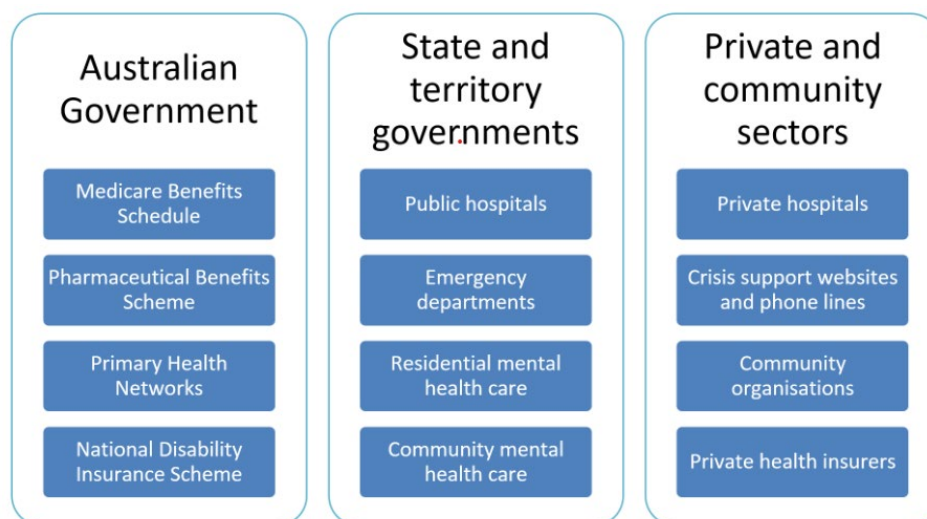 Australian
Government
Medicare Benefits
Schedule
Pharmaceutical Benefits
Scheme
Primary Health
Networks
National Disability
Insurance Scheme
State and
territory
governments
Public hospitals
Emergency
departments
Residential mental
health care
Community mental
health care
Private and
community
sectors
Private hospitals
Crisis support websites
and phone lines
Community
organisations
Private health insurers